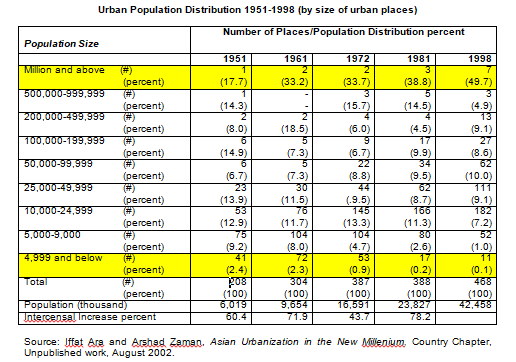 Urban Population Distribution 1951-1998 (by size of urban places)
Population Size Number of Places/Population Distribution percent
1951 1961 1972 1981 1998
Million and above (#) 1 2 2 3 7
(percent) (17.7) (33.2) (33.7) (38.8) (49.7)
500,000-999,999 (#) 1 - 3 5 3
(percent) (14.3) - (15.7) (14.5) (4.9)
200,000-499,999 (#) 2 2 4 4 13
(percent) (8.0) (18.5) (6.0) (4.5) (9.1)
100,000-199,999 (#) 6 5 9 17 27
(percent) (14.9) (7.3) (6.7) (9.9) (8.6)
50,000-99,999 (#) 6 5 22 34 62
(percent) (6.7) (7.3) (8.8) (9.5) (10.0)
25,000-49,999 (#) 23 30 44 62 111
(percent) (13.9) (11.5) (.9.5) (8.7) (9.1)
10,000-24,999 (#) 53 76 145 166 182
(percent) (12.9) (11.7) (13.3) (11.3) (7.2)
5,000-9,000 (#) 75 104 104 80 52
(percent) (9.2) (8.0) (4.7) (2.6) (1.0)
4,999 and below (#) 41 72 53 17 11
(percent) (2.4) (2.3) (0.9) (0.2) (0.1)
Total (#) 208 304 387 388 468
(percent) (100) (100) (100) (100) (100)
Population (thousand) 6,019 9,654 16,591 23,827 42,458
Intercensal Increase percent 60.4 71.9 43.7 78.2
Source: Iffat Ara and Arshad Zaman, Asian Urbanization in the New Millenium, Country Chapter,
Unpublished work, August 2002.